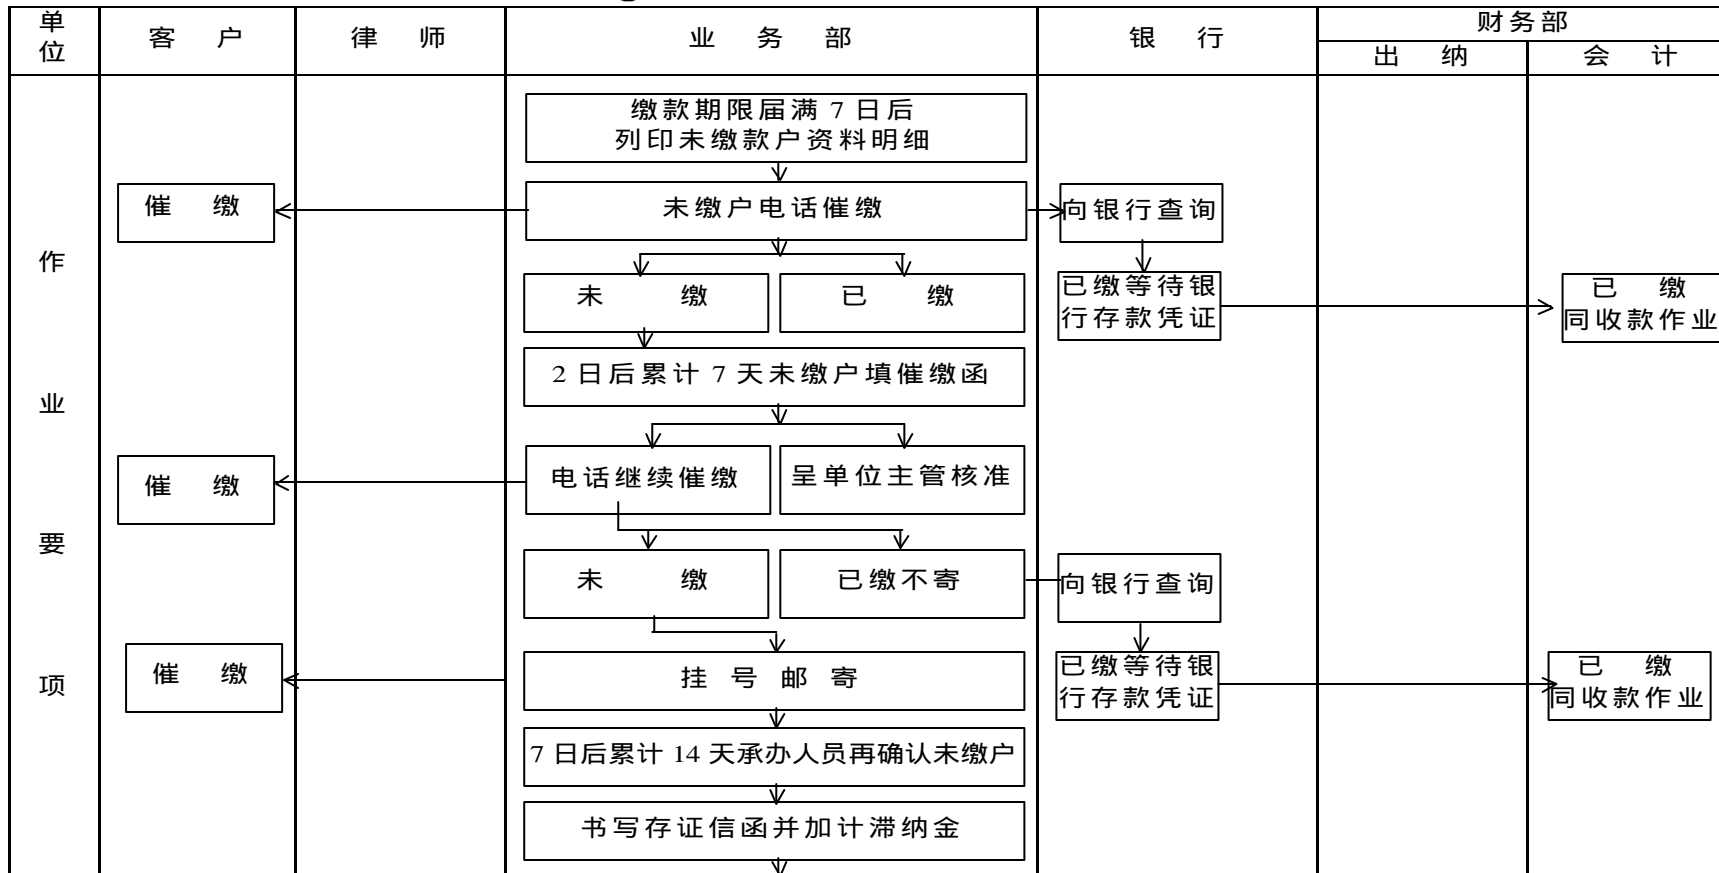 单位
客 户
律 师
业 务 部
银 行
财务部
出 纳
会 计
作
业
要
项
缴款期限届满 7 日后
列印未缴款户资料明细
催 缴
未缴户电话催缴
向银行查询
未 缴
已 缴
已缴等待银
行存款凭证
已 缴
同收款作业
2 日后累计 7 天未缴户填催缴函
催 缴
电话继续催缴
呈单位主管核准
未 缴
已缴不寄
向银行查询
催 缴
挂 号 邮 寄
已缴等待银
行存款凭证
已 缴
同收款作业
7 日后累计 14 天承办人员再确认未缴户
书写存证信函并加计滞纳金